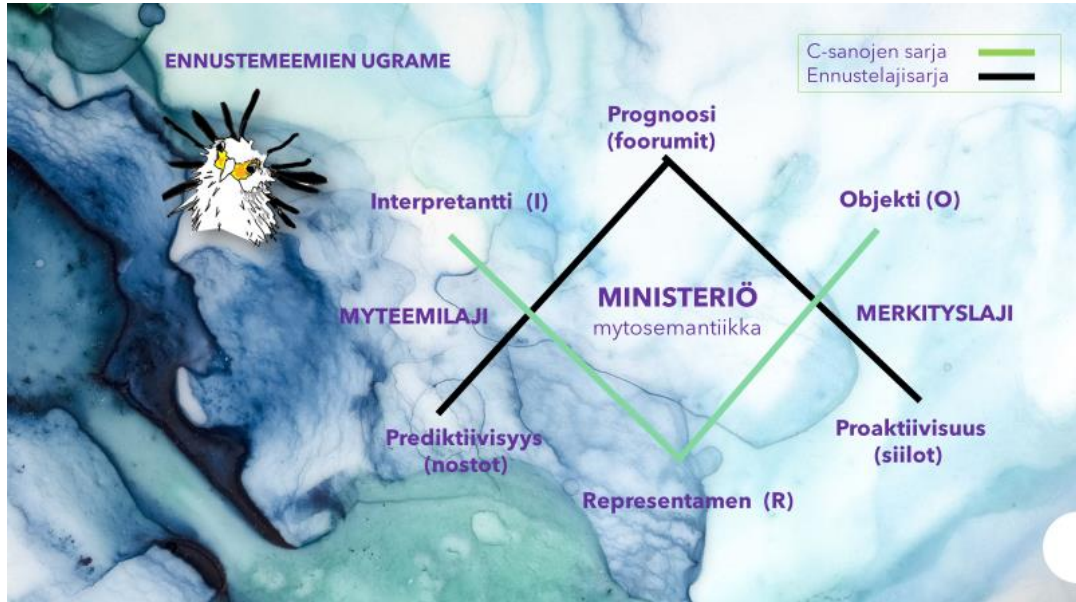 ENNUSTEMEEMIEN UGRAME
C-sanojen sarja
Ennustelajisarja
Prognoosi
(foorumit)
Interpretantti (I)
Objekti (O)
MINISTERIÖ
mytosemantiikka
MYTEEMILAJI
MERKITYSLAJI
Prediktiivisyys
(nostot)
Proaktiivisuus
(siilot)
Representamen (R)